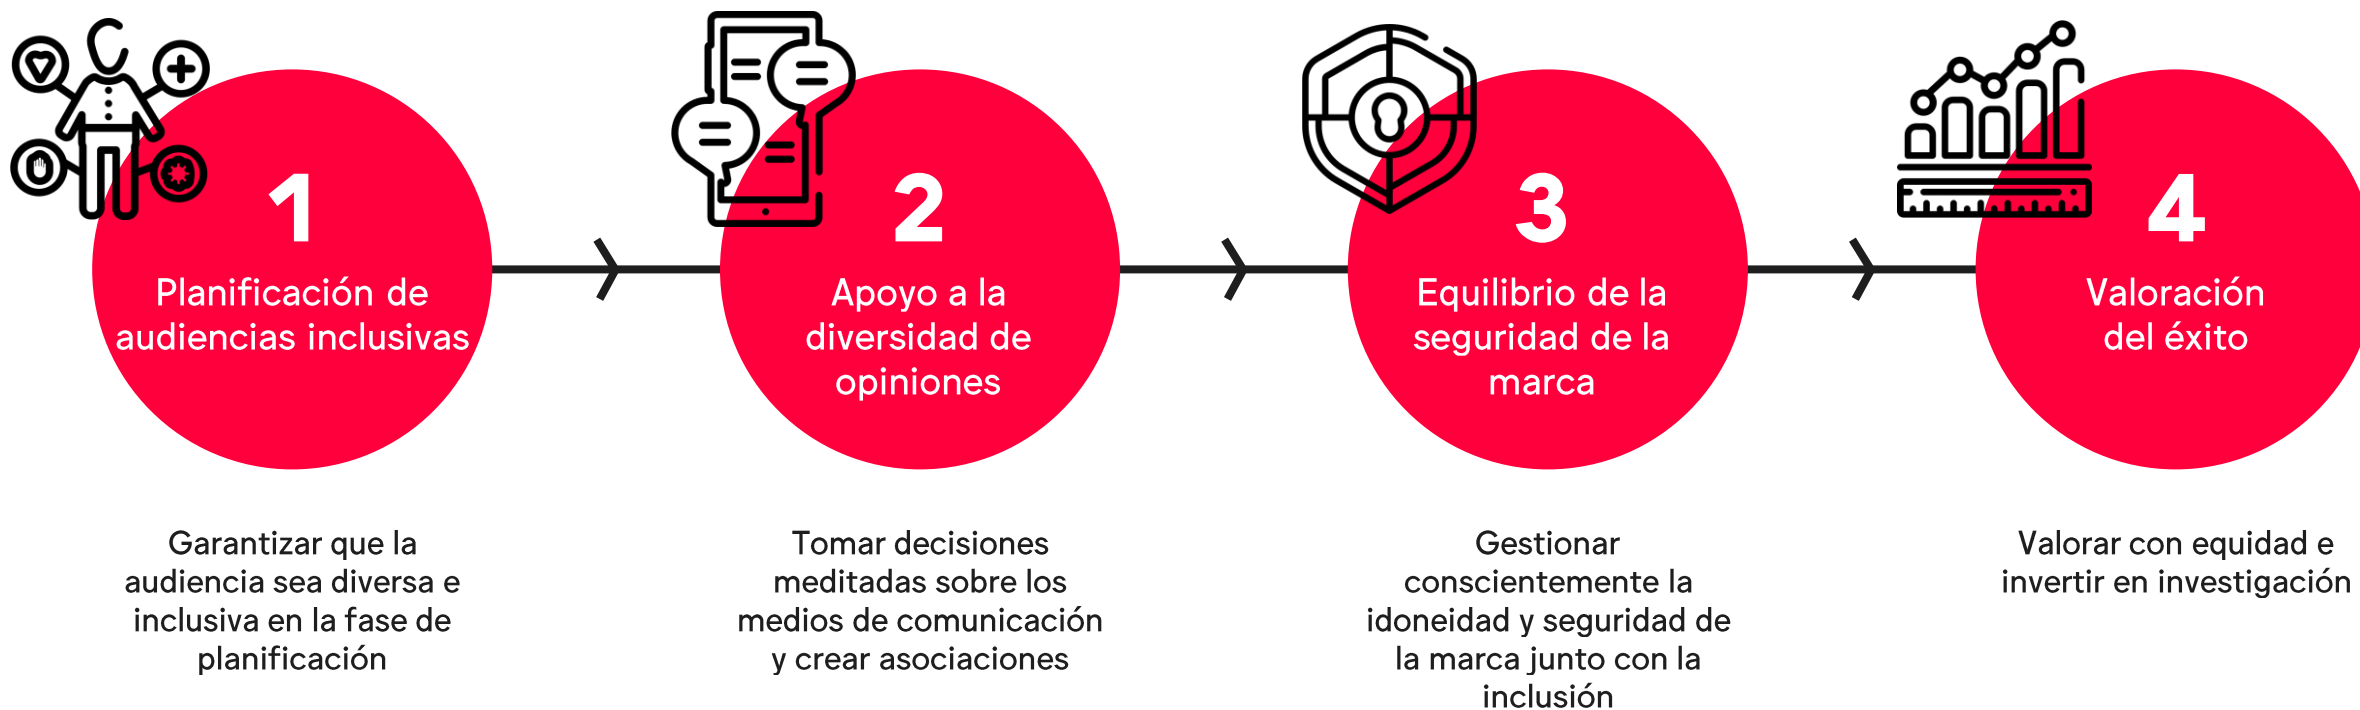 1
Planificación de
audiencias inclusivas
Garantizar que la
audiencia sea diversa e
inclusiva en la fase de
planificación
2
Apoyo a la
diversidad de
opiniones
Tomar decisiones
meditadas sobre los
medios de comunicación
y crear asociaciones
3
Equilibrio de la
seguridad de la
marca
Gestionar
conscientemente la
idoneidad y seguridad de
la marca junto con la
inclusión
4
Valoración
del éxito
Valorar con equidad e
invertir en investigación